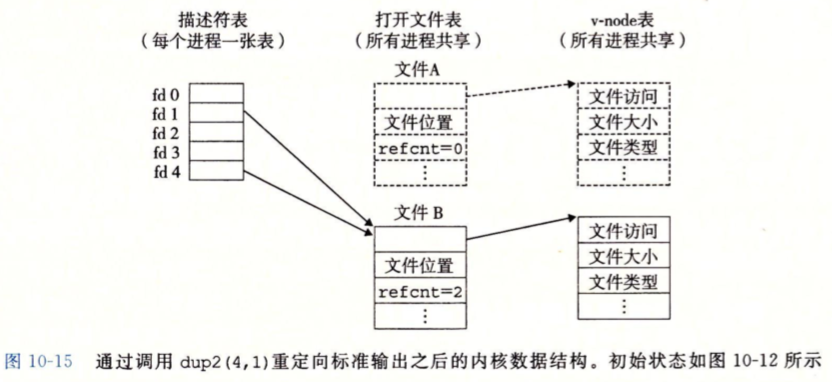 描述符表
（每个进程一张表）
打开文件表
（所有进程共享）
v-node表
（所有进程共享）
fd 0
fd 1
fd 2
fd 3
fd 4
文件A
文件位置
refcnt=0
⋮
文件访问
文件大小
文件类型
⋮
文件 B
文件位置
refcnt=2
⋮
文件访问
文件大小
文件类型
⋮
图 10-15 通过调用 dup2(4,1)重定向标准输出之后的内核数据结构。初始状态如图 10-12 所示